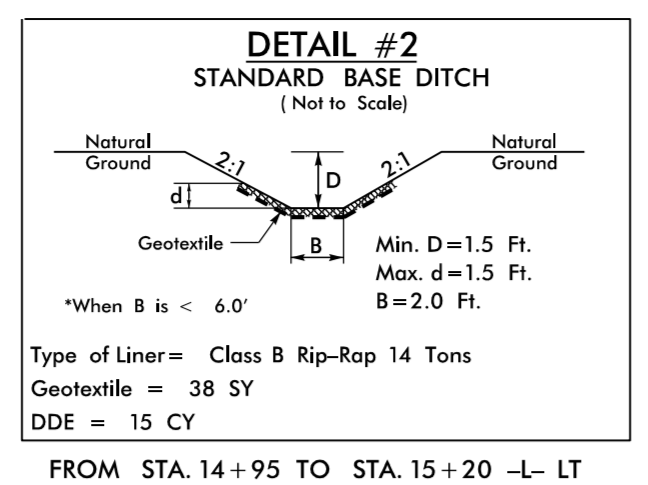 DETAIL #2
STANDARD BASE DITCH
( Not to Scale)
Natural
Ground
2:1
D
2:1
Natural
Ground
d
Geotextile
B
Min. D=1.5 Ft.
Max. d=1.5 Ft.
B=2.0 Ft.
*When B is < 6.0'
Type of Liner= Class B Rip-Rap 14 Tons
Geotextile = 38 SY
DDE = 15 CY
FROM STA. 14+95 TO STA. 15+20 -L- LT